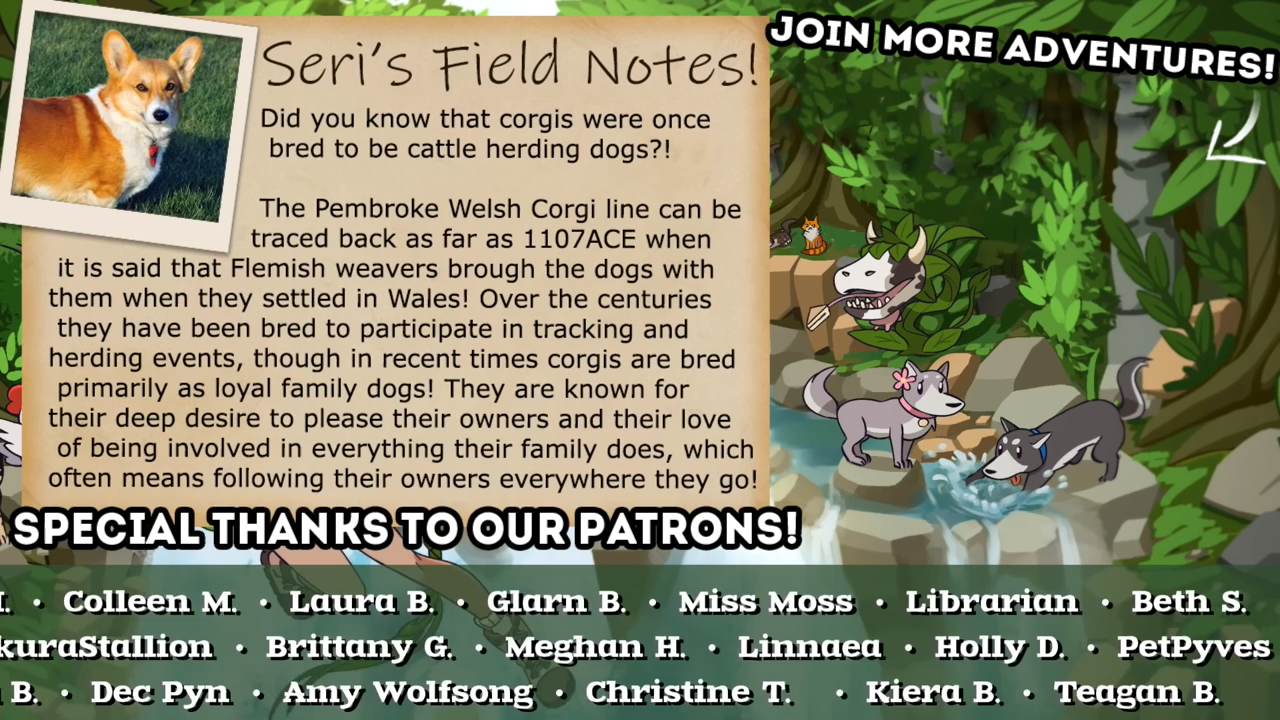 Seri's Field Notes!
JOIN MORE ADVENTURES!
Did you know that corgis were once
bred to be cattle herding dogs?!
The Pembroke Welsh Corgi line can be
traced back as far as 1107ACE when
it is said that Flemish weavers brough the dogs with
them when they settled in Wales! Over the centuries
they have been bred to participate in tracking and
herding events, though in recent times corgis are bred
primarily as loyal family dogs! They are known for
their deep desire to please their owners and their love
of being involved in everything their family does, which
often means following their owners everywhere they go!
SPECIAL THANKS TO OUR PATRONS!
• Colleen M. • Laura B. • Glarn B. • Miss Moss • Librarian • Beth S.
kuraStallion • Brittany G. • Meghan H. • Linnaea • Holly D. • PetPyves
B. • Dec Pyn • Amy Wolfsong • Christine T. • Kiera B. • Teagan B.